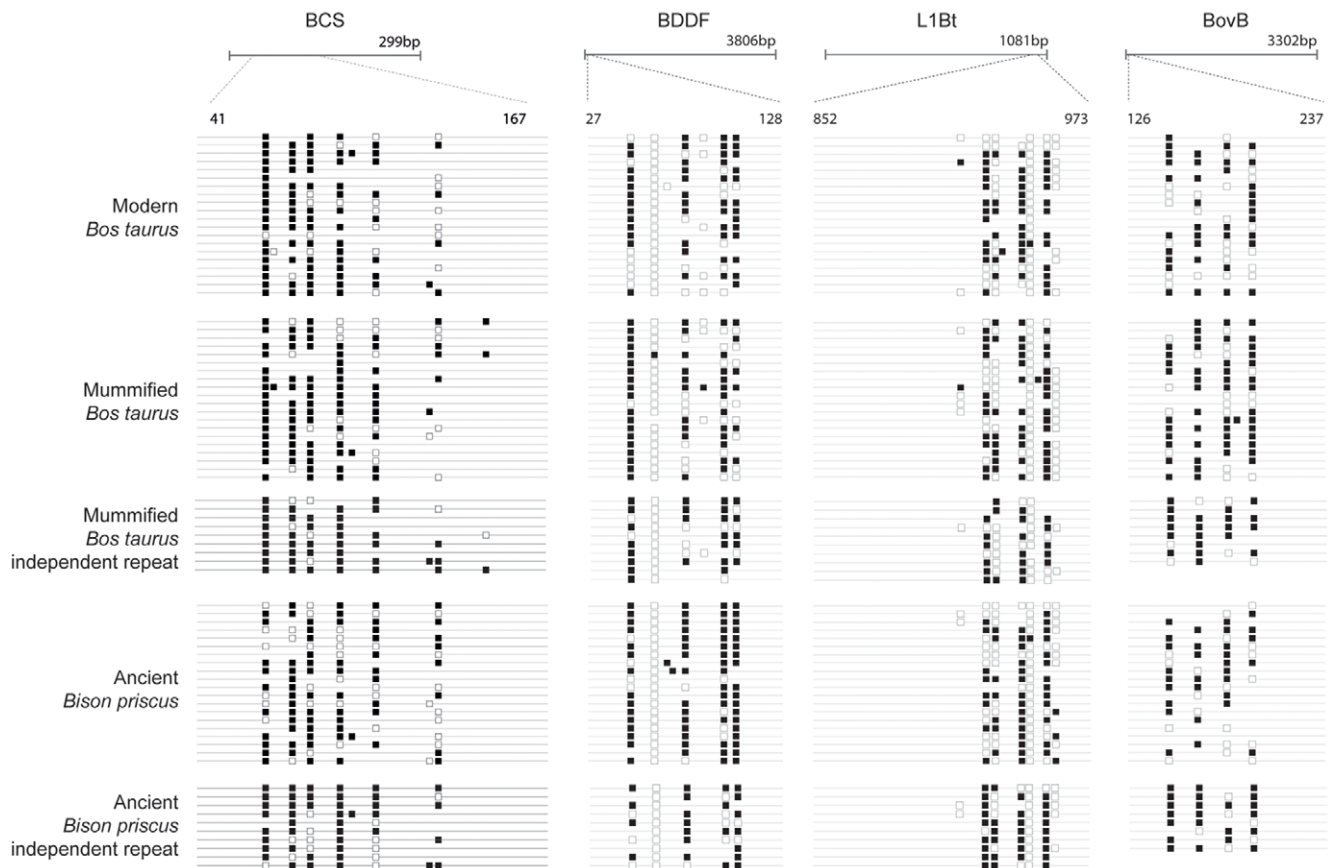 BCS BDDF L1Bt BovB
299bp 3806bp 1081bp 3302bp
41 167 27 128 852 973 126 237
Modern
Bos taurus
Mummified
Bos taurus
Mummified
Bos taurus
independent repeat
Ancient
Bison priscus
Ancient
Bison priscus
independent repeat